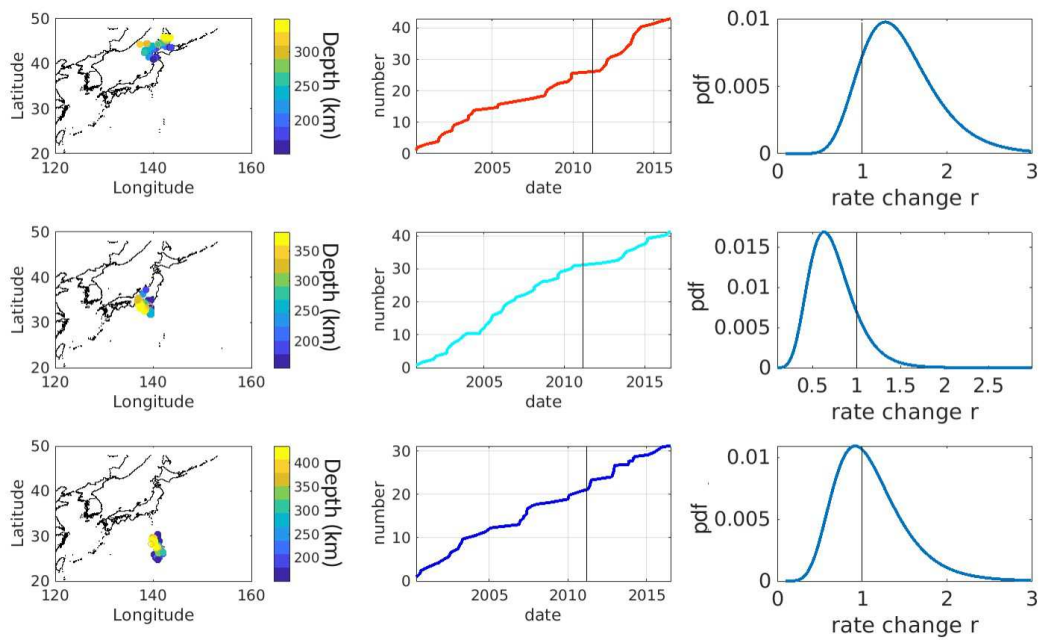 50
40
30
20
Latitude
120 140 160
Longitude
300
250
200
Depth (km)
40
30
20
10
0
number
2005 2010 2015
date
0.01
0.005
0
pdf
0 1 2 3
rate change r
50
40
30
20
Latitude
120 140 160
Longitude
350
300
250
200
Depth (km)
40
30
20
10
0
number
2005 2010 2015
date
0.015
0.01
0.005
0
pdf
0.5 1 1.5 2 2.5
rate change r
50
40
30
20
Latitude
120 140 160
Longitude
400
350
300
250
200
Depth (km)
30
20
10
0
number
2005 2010 2015
date
0.01
0.005
0
pdf
0 1 2 3
rate change r